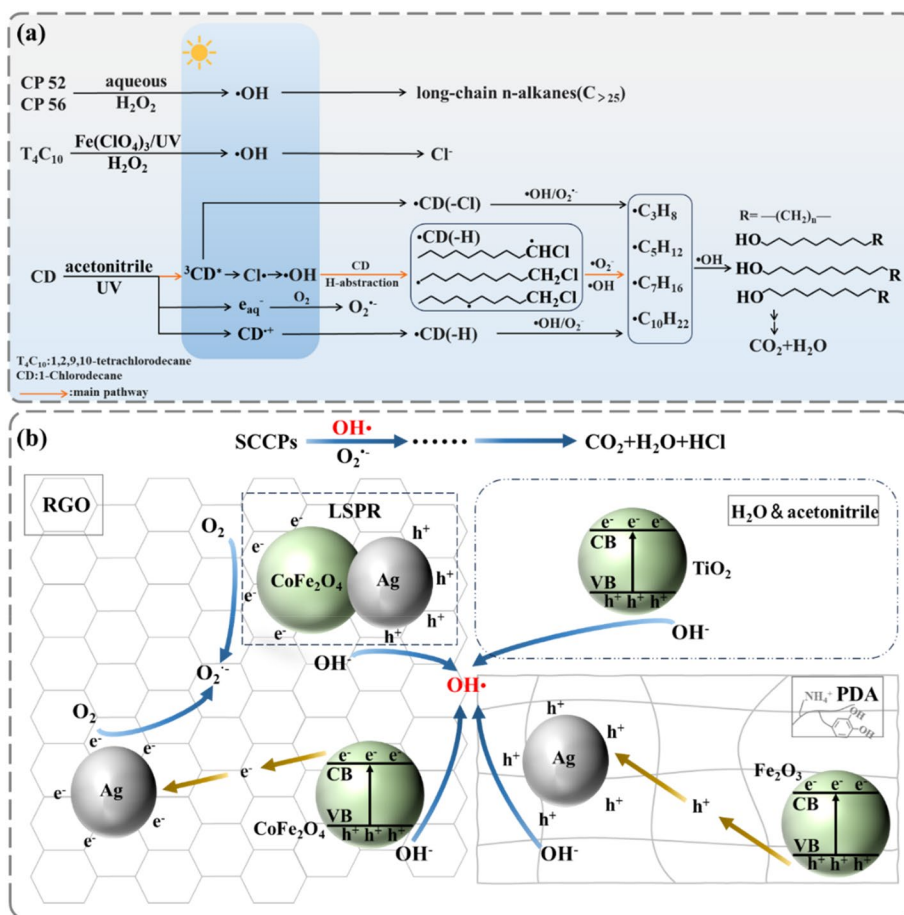 (a)
CP 52
CP 56
aqueous
H₂O₂
•OH
long-chain n-alkanes(C>25)
T₄C₁₀
Fe(ClO₄)₃/UV
H₂O₂
•OH
Cl⁻
•CD(-Cl)
•OH/O₂•⁻
CD
acetonitrile
UV
³CD*
Cl•
•OH
CD
H-abstraction
•CD(-H)
ĊHCl
CH₂Cl
CH₂Cl
•O₂⁻
•OH
•C₃H₈
•C₅H₁₂
•C₇H₁₆
•C₁₀H₂₂
•OH
R= —(CH₂)n—
HO R
HO R
HO R
CO₂+H₂O
eaq⁻
O₂
O₂•⁻
CD•⁺
•CD(-H)
•OH/O₂⁻
T₄C₁₀:1,2,9,10-tetrachlorodecane
CD:1-Chlorodecane
:main pathway
(b)
SCCPs
OH•
O₂•⁻
······
CO₂+H₂O+HCl
RGO
O₂
LSPR
e⁻ e⁻ e⁻ e⁻
CoFe₂O₄
Ag
h⁺ h⁺ h⁺ h⁺
OH⁻
H₂O & acetonitrile
e⁻ e⁻ e⁻
CB
VB
h⁺ h⁺ h⁺
TiO₂
OH⁻
O₂•⁻
OH•
O₂
e⁻ e⁻ e⁻ e⁻
Ag
e⁻
e⁻ e⁻ e⁻
CB
VB
h⁺ h⁺ h⁺
CoFe₂O₄
OH⁻
NH₄⁺
OH
OH
PDA
h⁺ h⁺ h⁺ h⁺ h⁺ h⁺
Ag
OH⁻
h⁺
Fe₂O₃
e⁻ e⁻ e⁻
CB
VB
h⁺ h⁺ h⁺